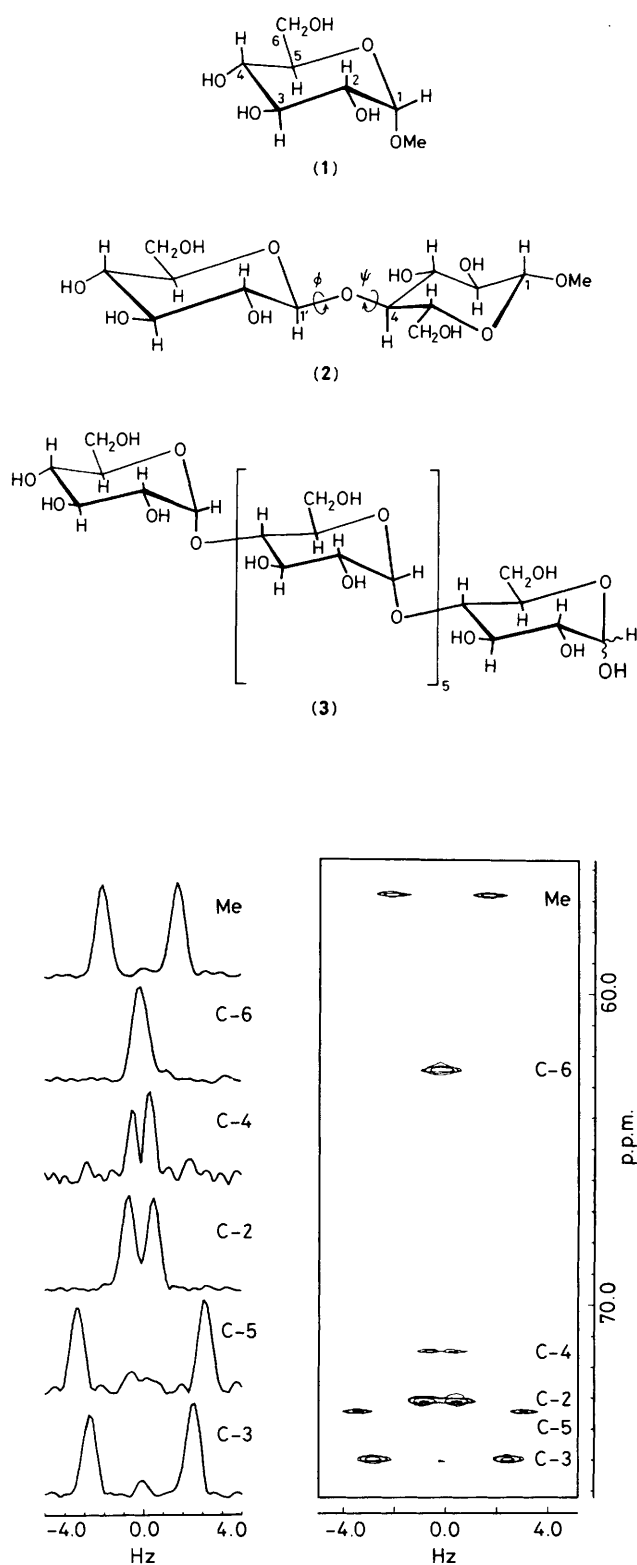 CH₂OH
6
H
O
4
5
H
HO
H
2
1
H
3
HO
OH
H
OMe
(1)
H
CH₂OH
O
HO
H
H
HO
OH
H
H
1'
ϕ
O
ψ
H
HO
OH
H
H
1
OMe
4
H
CH₂OH
O
(2)
H
CH₂OH
O
HO
H
H
HO
OH
H
H
O
H
CH₂OH
O
H
H
HO
OH
H
H
O
5
H
CH₂OH
O
H
H
HO
OH
H
H
OH
(3)
Me
C-6
C-4
C-2
C-5
C-3
-4.0 0.0 4.0
Hz
Me
C-6
C-4
C-2
C-5
C-3
60.0
70.0
p.p.m.
-4.0 0.0 4.0
Hz